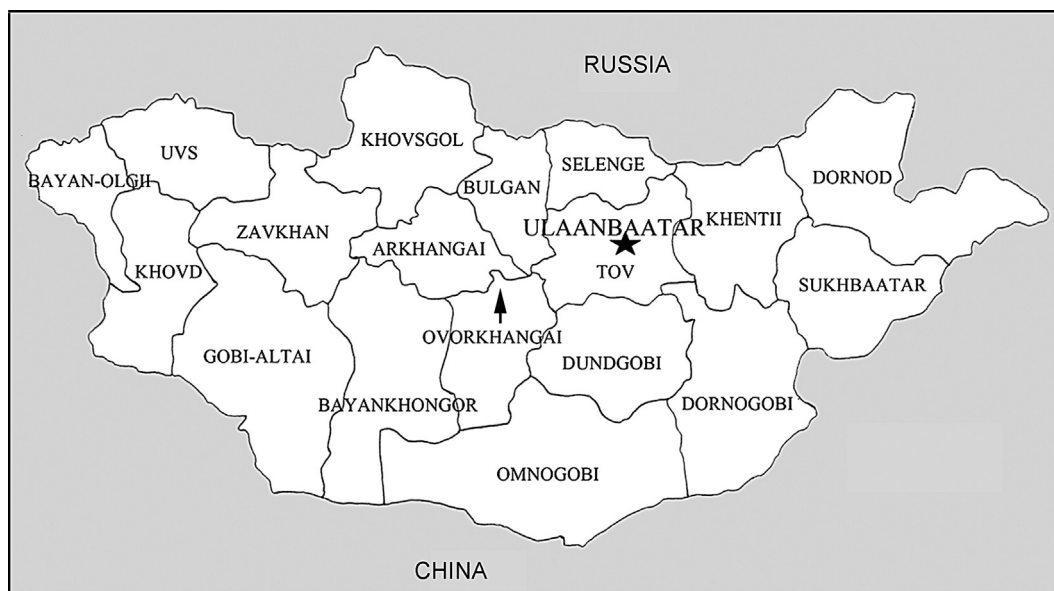 RUSSIA
KHOVSGOL
UVS
SELENGE
BAYAN-OLGII
BULGAN
DORNOD
KHENTII
ULAANBAATAR
ZAVKHAN
ARKHANGAI
KHOVD
TOV
SUKHBAATAR
OVORKHANGAI
GOBI-ALTAI
DUNDGOBI
BAYANKHONGOR
DORNOGOBI
OMNOGOBI
CHINA